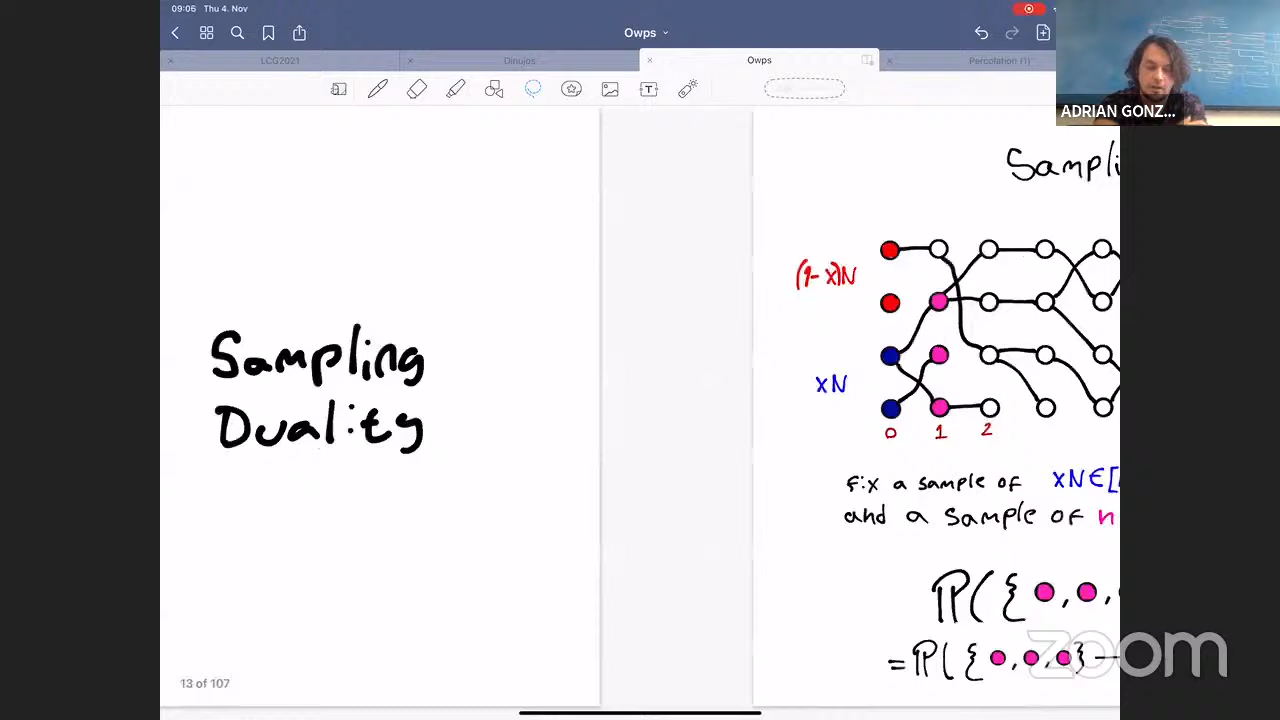 09:05 Thu 4. Nov
Owps
LCG2021
Dinujos
Owps
Percolation (1)
ADRIAN GONZ...
Sampling
Duality
13 of 107
Sampli
(1-x)N
xN
0 1 2
fix a sample of xN∈[
and a sample of n
ℙ({ , ,
=ℙ({ , , }
zoom